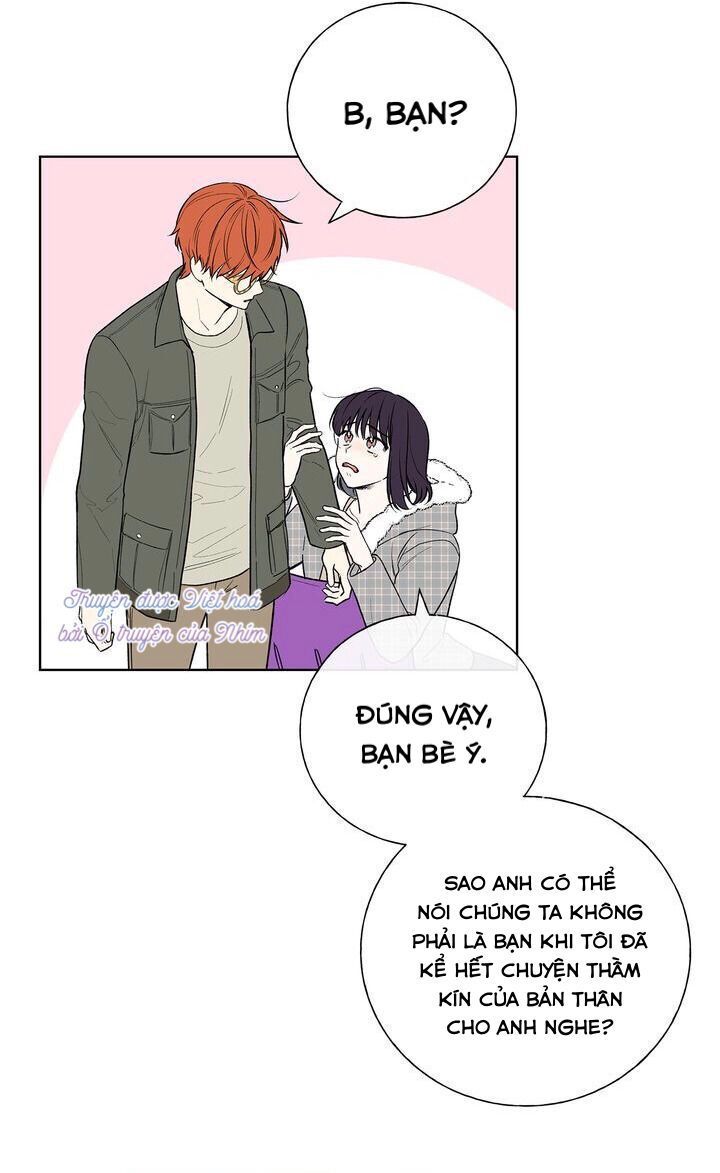 B, BẠN?
Truyện được Việt hoá
bởi Ổ truyện của Nhím
ĐÚNG VẬY,
BẠN BÈ Ý.
SAO ANH CÓ THỂ
NÓI CHÚNG TA KHÔNG
PHẢI LÀ BẠN KHI TÔI ĐÃ
KỂ HẾT CHUYỆN THẦM
KÍN CỦA BẢN THÂN
CHO ANH NGHE?